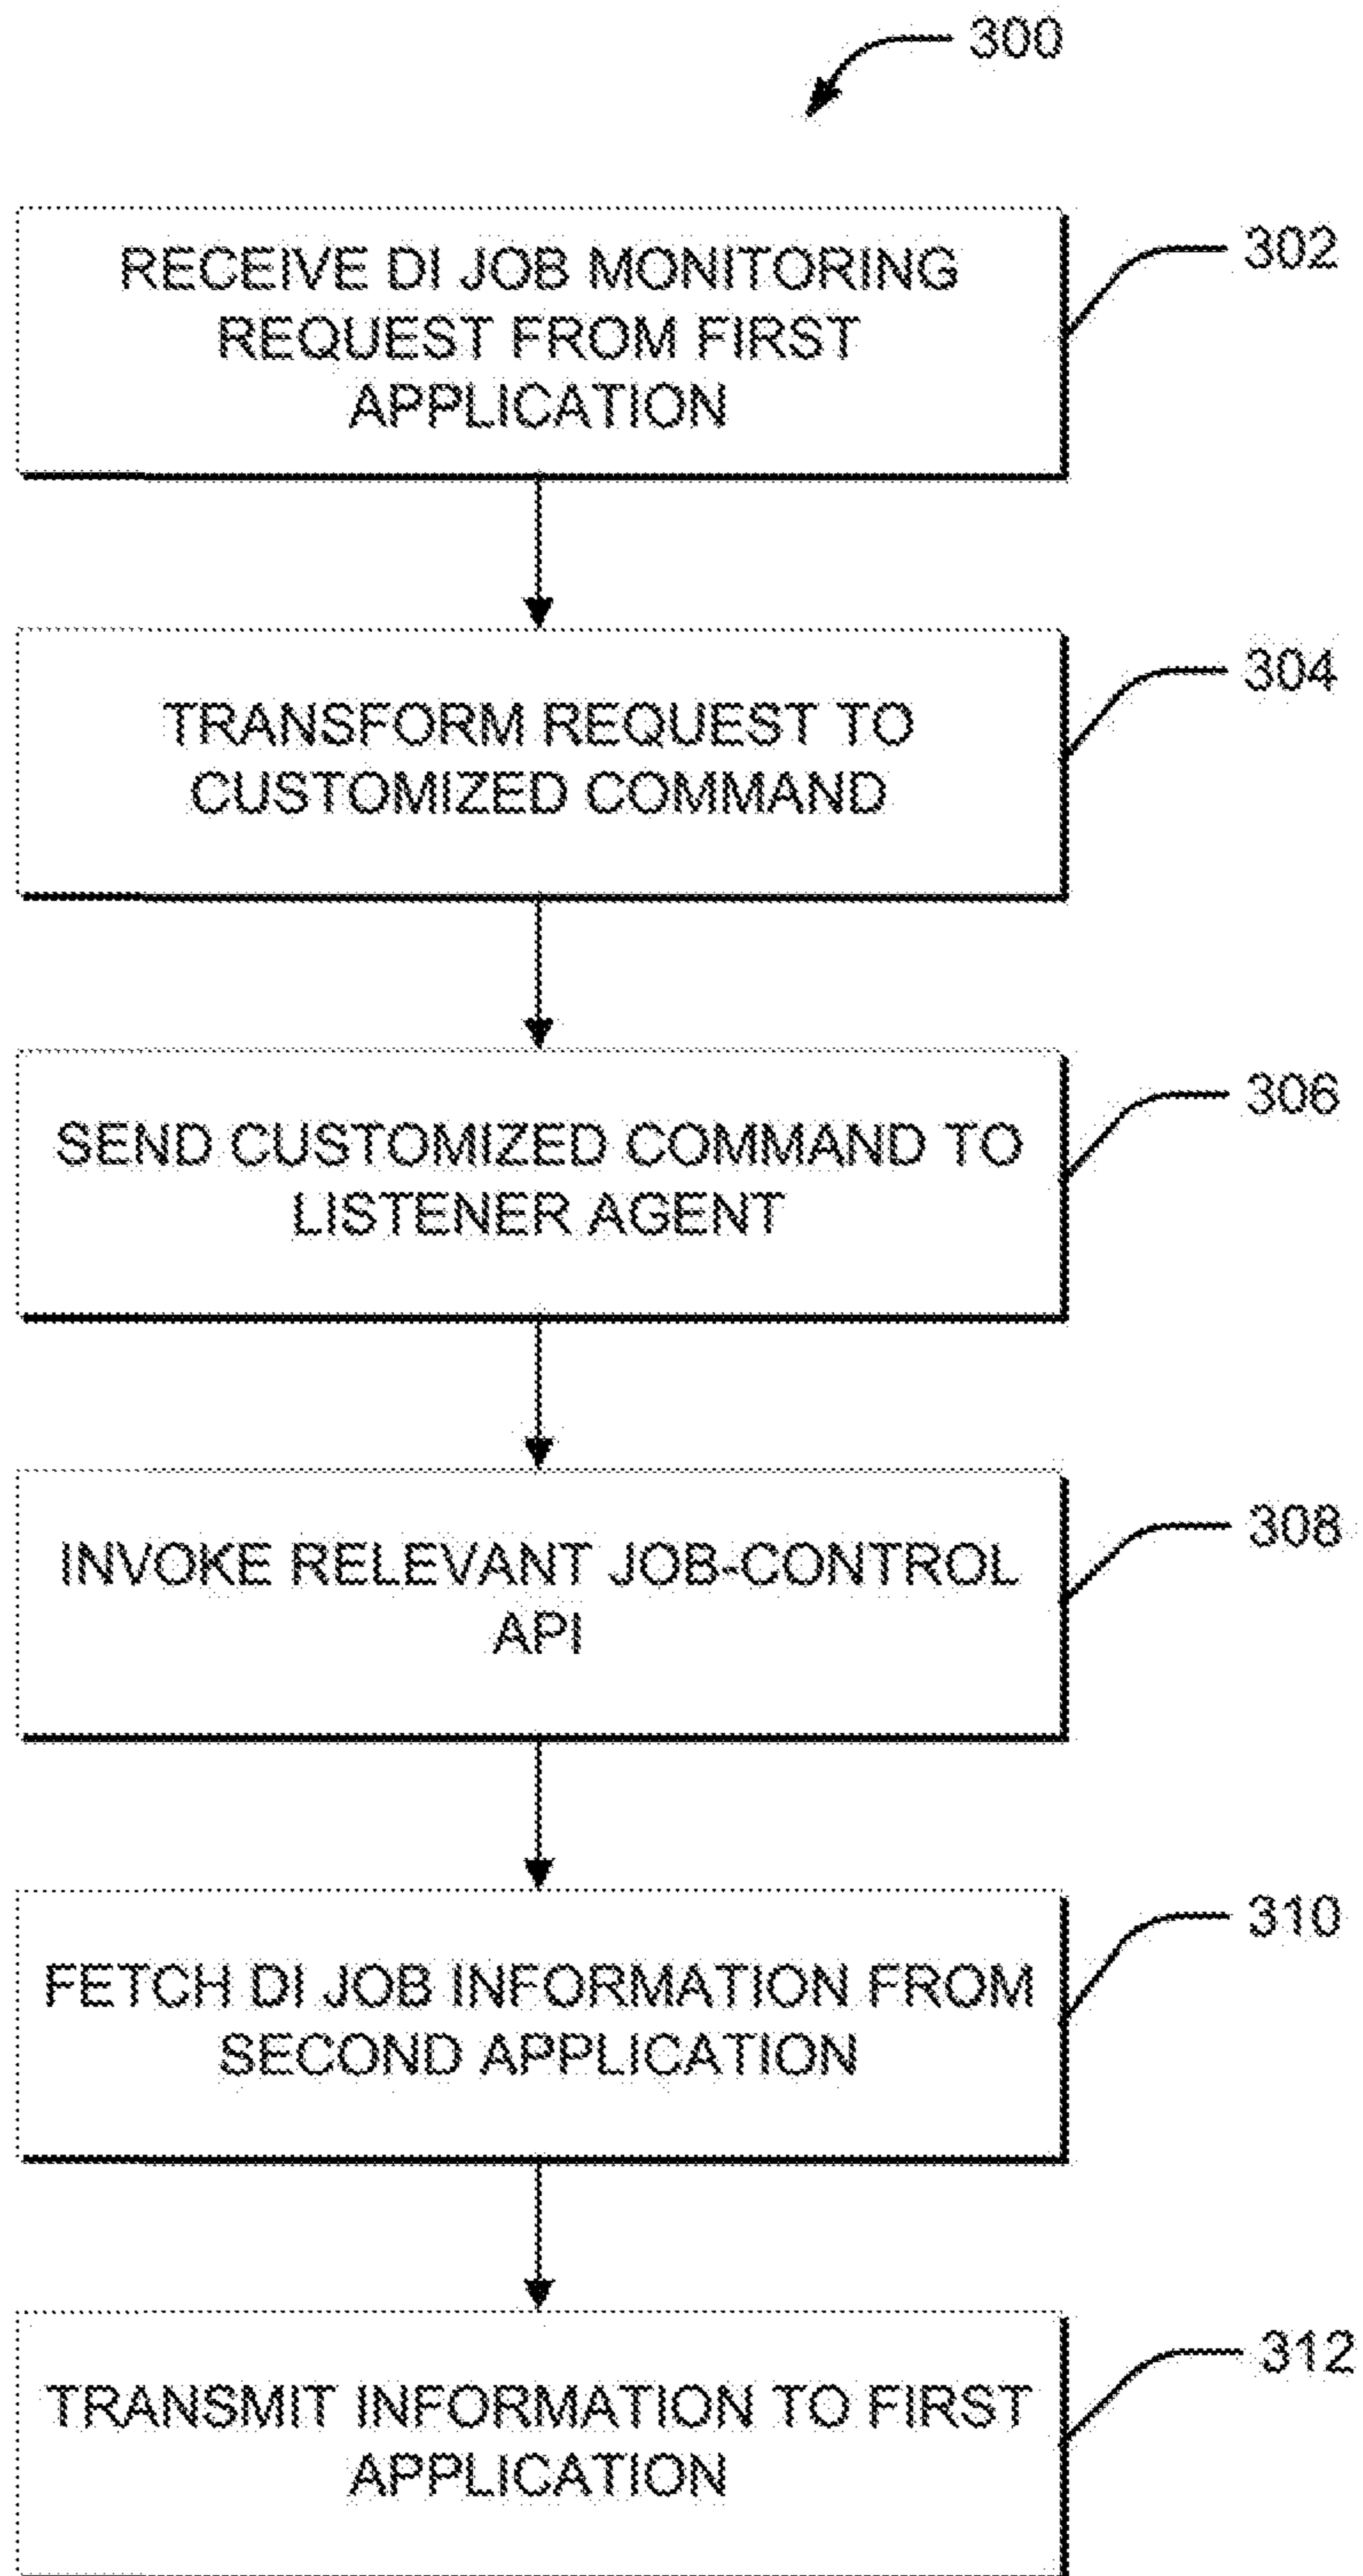 300
RECEIVE DI JOB MONITORING
REQUEST FROM FIRST
APPLICATION
302
TRANSFORM REQUEST TO
CUSTOMIZED COMMAND
304
SEND CUSTOMIZED COMMAND TO
LISTENER AGENT
306
INVOKE RELEVANT JOB-CONTROL
API
308
FETCH DI JOB INFORMATION FROM
SECOND APPLICATION
310
TRANSMIT INFORMATION TO FIRST
APPLICATION
312